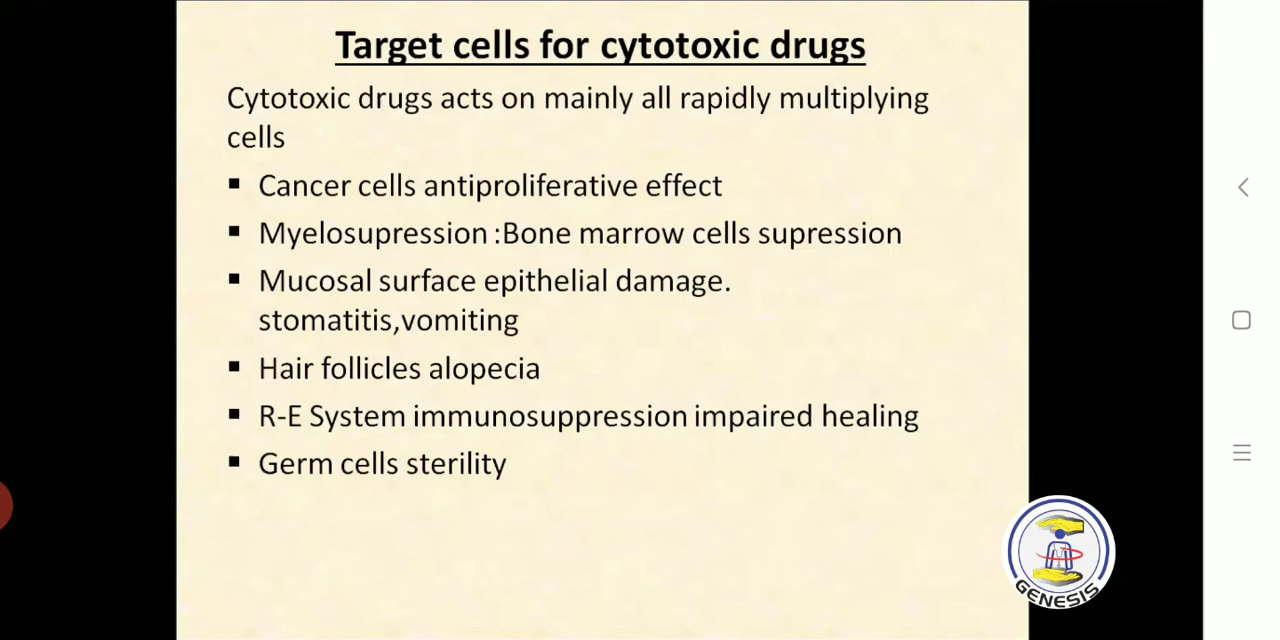 Target cells for cytotoxic drugs
Cytotoxic drugs acts on mainly all rapidly multiplying
cells
▪ Cancer cells antiproliferative effect
▪ Myelosupression :Bone marrow cells supression
▪ Mucosal surface epithelial damage.
stomatitis,vomiting
▪ Hair follicles alopecia
▪ R-E System immunosuppression impaired healing
▪ Germ cells sterility
GENESIS